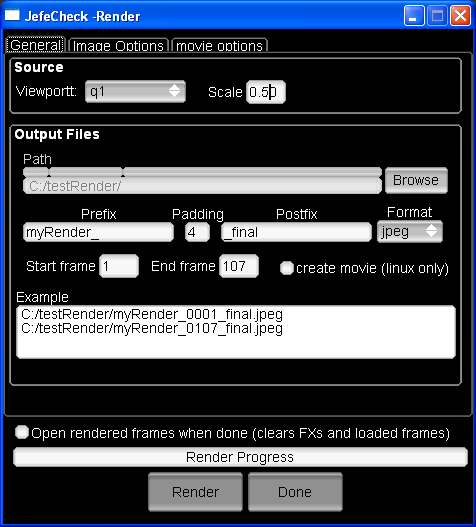 JefeCheck -Render
General Image Options movie options
Source
Viewportt: q1 Scale 0.50
Output Files
Path
C:/testRender/ Browse
Prefix Padding Postfix Format
myRender_ 4 _final jpeg
Start frame 1 End frame 107 create movie (linux only)
Example
C:/testRender/myRender_0001_final.jpeg
C:/testRender/myRender_0107_final.jpeg
Open rendered frames when done (clears FXs and loaded frames)
Render Progress
Render Done